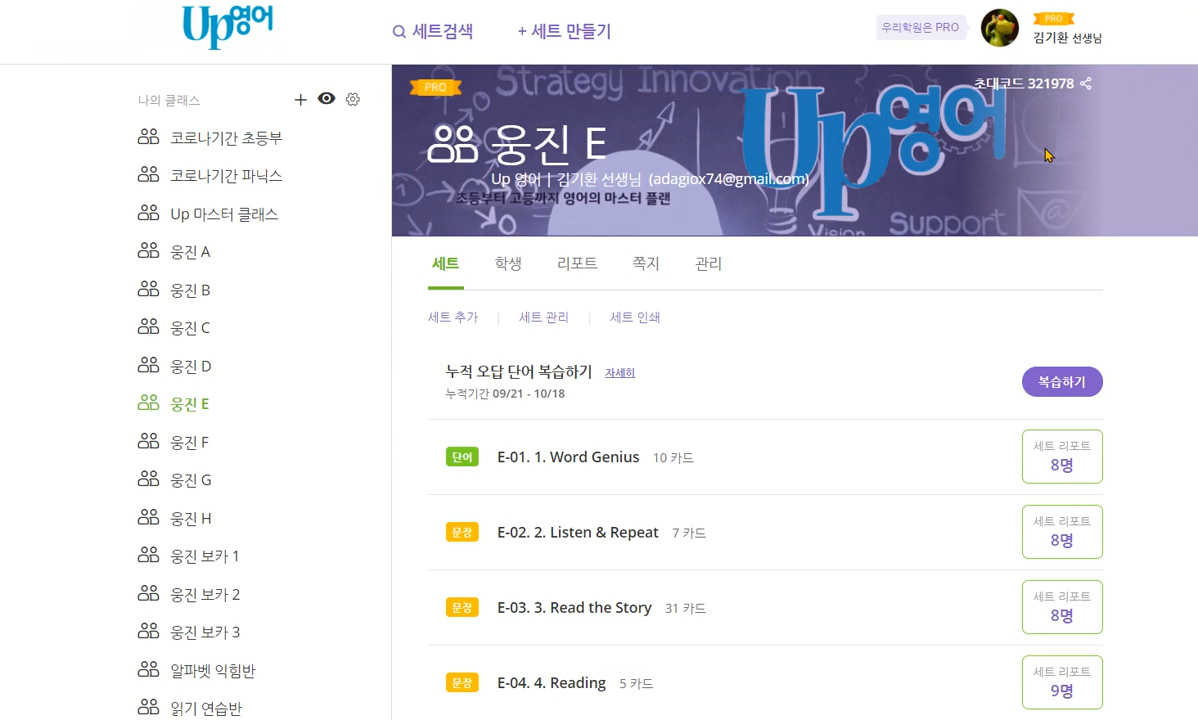 Up영어
세트검색
+ 세트 만들기
우리학원은 PRO
PRO
김기환 선생님
나의 클래스
코로나기간 초등부
코로나기간 파닉스
Up 마스터 클래스
웅진 A
웅진 B
웅진 C
웅진 D
웅진 E
웅진 F
웅진 G
웅진 H
웅진 보카 1
웅진 보카 2
웅진 보카 3
알파벳 익힘반
읽기 연습반
PRO
Strategy Innovation
초대코드 321978
Up영어
웅진 E
Up 영어 | 김기환 선생님 (adagiox74@gmail.com)
초등부터 고등까지 영어의 마스터 플랜
Vision
Support
세트
학생
리포트
쪽지
관리
세트 추가 | 세트 관리 | 세트 인쇄
누적 오답 단어 복습하기 자세히
누적기간 09/21 - 10/18
복습하기
단어 E-01. 1. Word Genius 10 카드
세트 리포트
8명
문장 E-02. 2. Listen & Repeat 7 카드
세트 리포트
8명
문장 E-03. 3. Read the Story 31 카드
세트 리포트
8명
문장 E-04. 4. Reading 5 카드
세트 리포트
9명